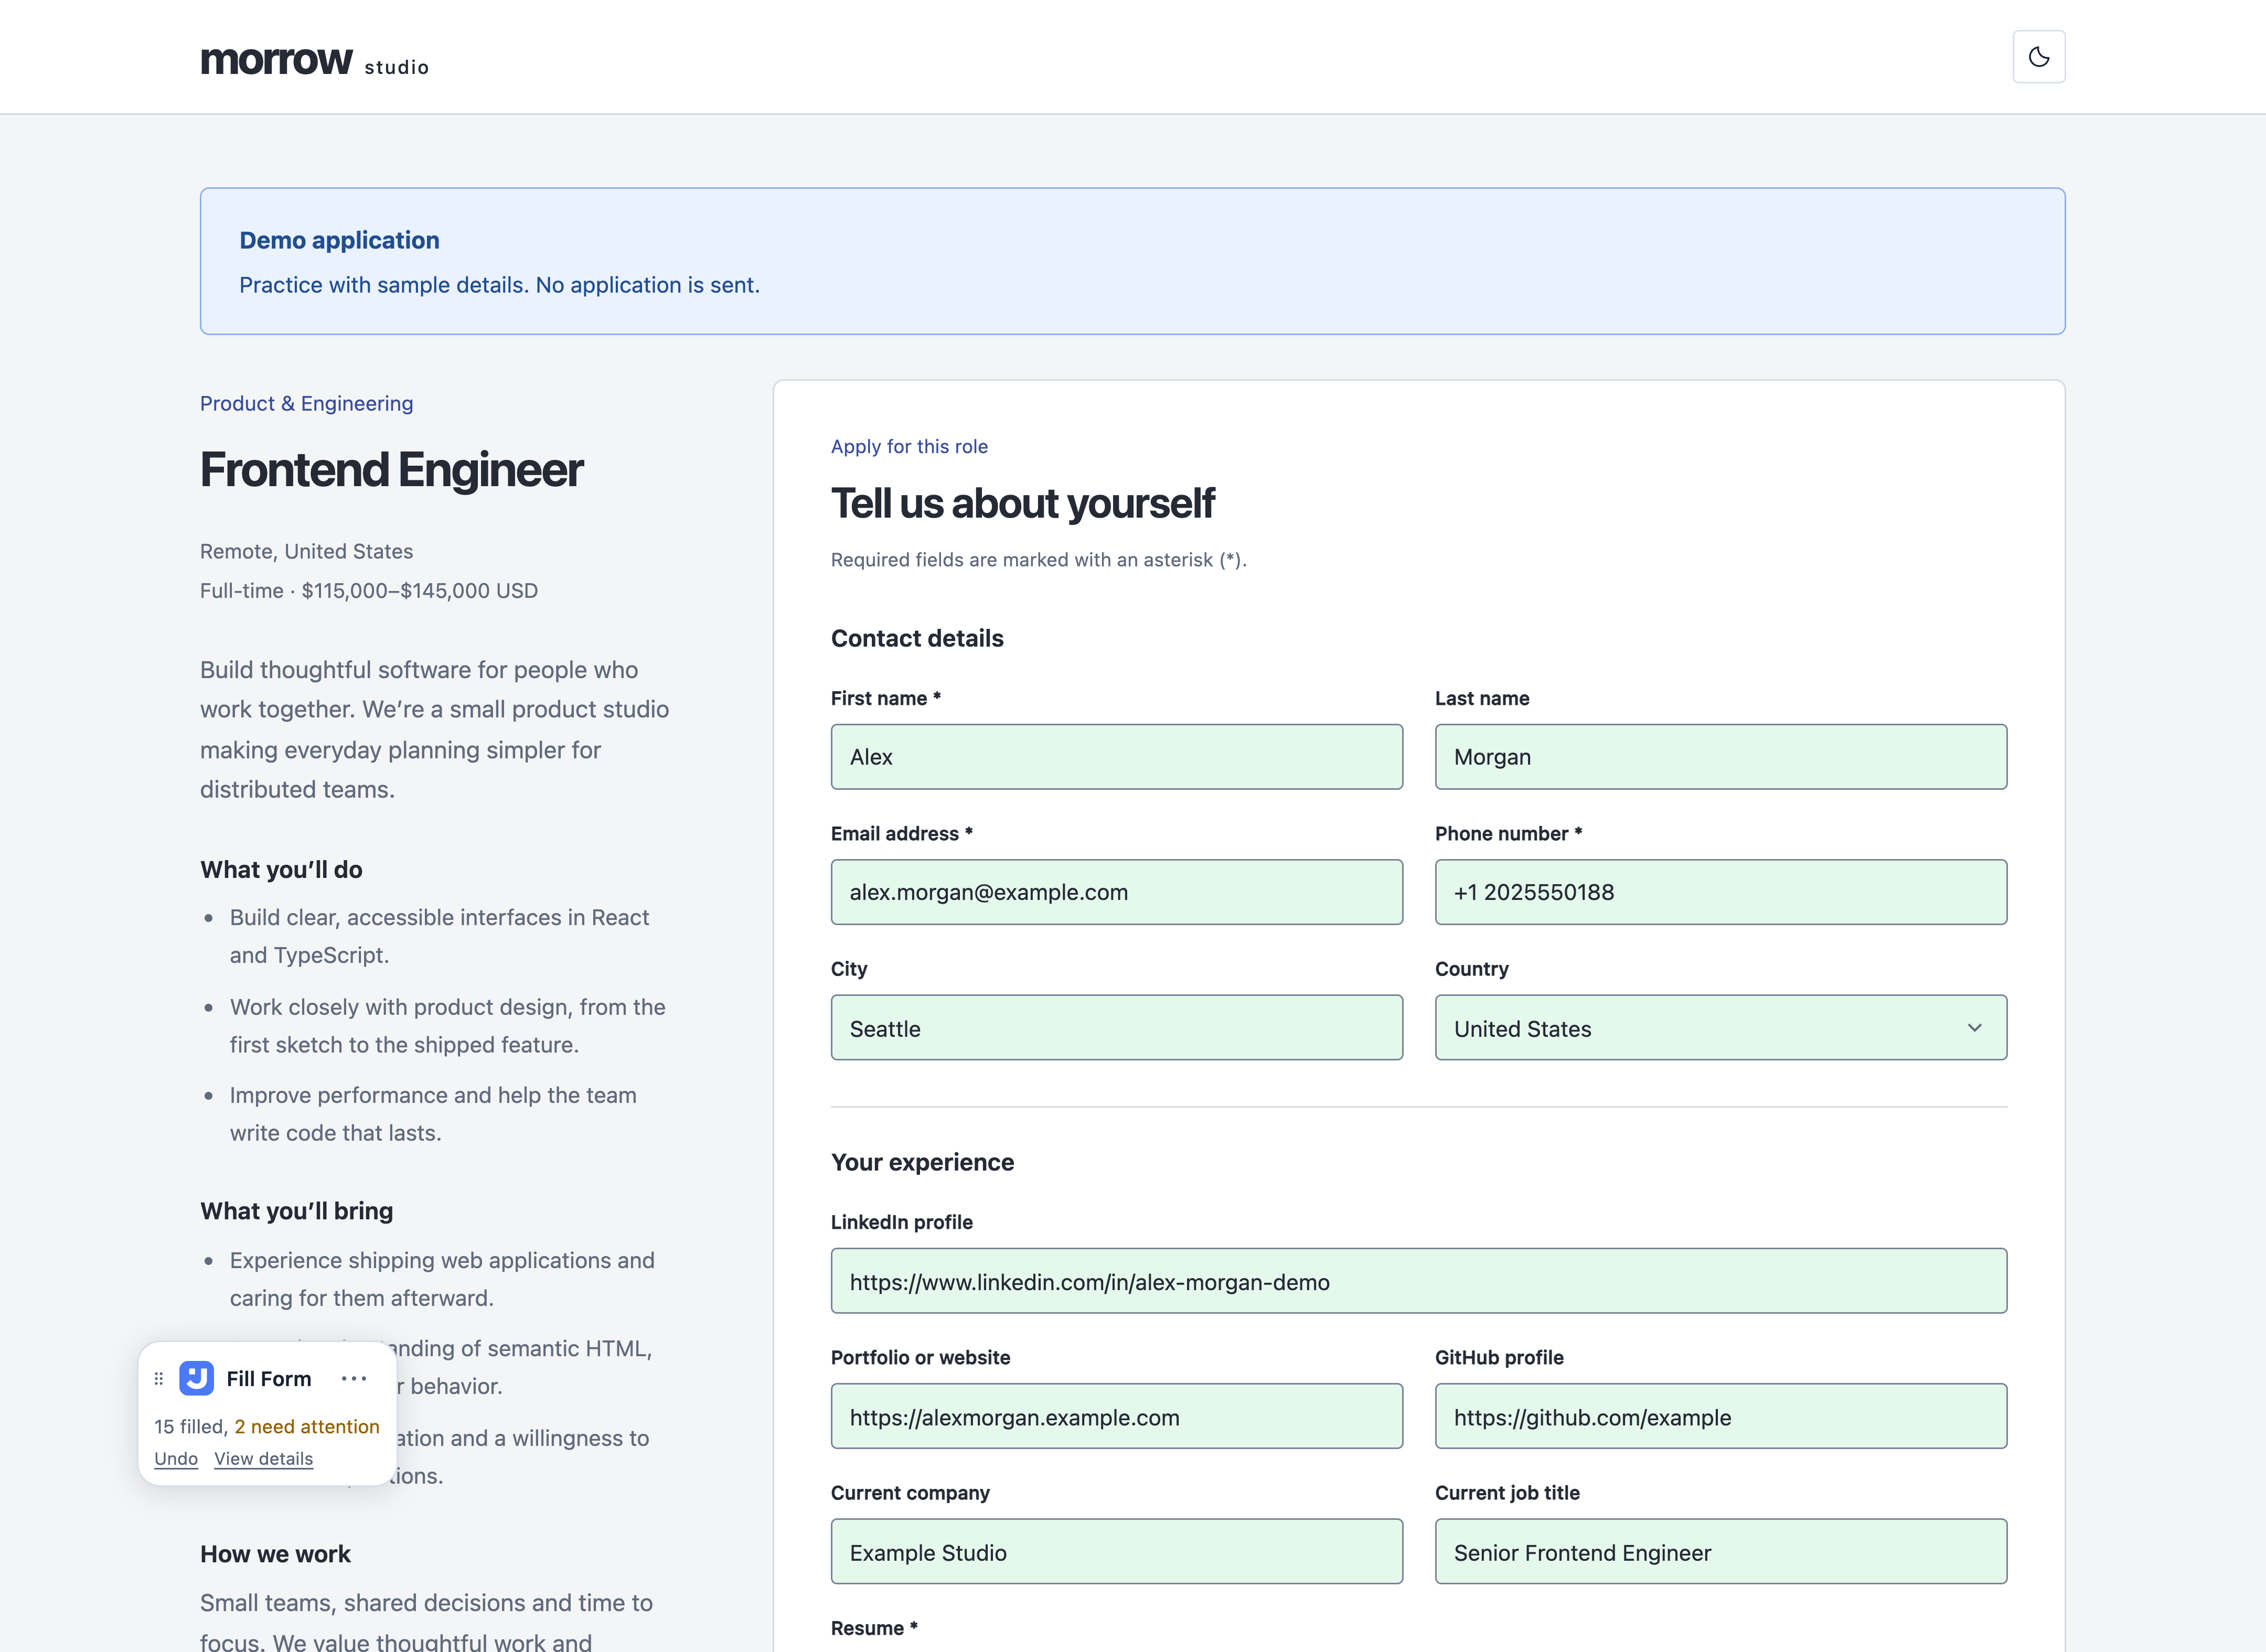 morrow studio
Demo application
Practice with sample details. No application is sent.
Product & Engineering
Frontend Engineer
Remote, United States
Full-time · $115,000–$145,000 USD
Build thoughtful software for people who
work together. We’re a small product studio
making everyday planning simpler for
distributed teams.
What you’ll do
• Build clear, accessible interfaces in React
and TypeScript.
• Work closely with product design, from the
first sketch to the shipped feature.
• Improve performance and help the team
write code that lasts.
What you’ll bring
• Experience shipping web applications and
caring for them afterward.
of semantic HTML,
behavior.
and a willingness to
Fill Form
15 filled, 2 need attention
Undo View details
How we work
Small teams, shared decisions and time to
focus. We value thoughtful work and
Apply for this role
Tell us about yourself
Required fields are marked with an asterisk (*).
Contact details
First name * Last name
Alex Morgan
Email address * Phone number *
alex.morgan@example.com +1 2025550188
City Country
Seattle United States
Your experience
LinkedIn profile
https://www.linkedin.com/in/alex-morgan-demo
Portfolio or website GitHub profile
https://alexmorgan.example.com https://github.com/example
Current company Current job title
Example Studio Senior Frontend Engineer
Resume *